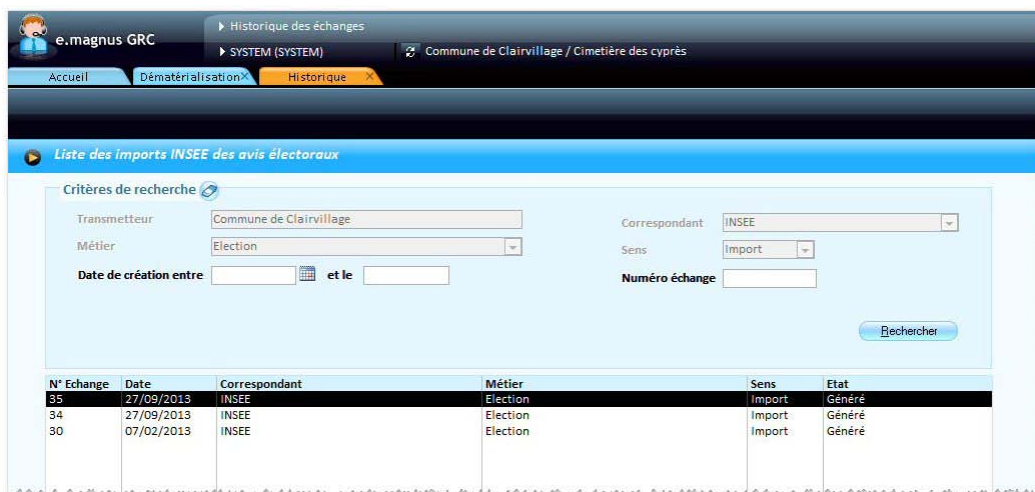 e.magnus GRC
Historique des échanges
SYSTEM (SYSTEM) Commune de Clairvillage / Cimetière des cyprès
Accueil Dématérialisation X Historique X
Liste des imports INSEE des avis électoraux
Critères de recherche
Transmetteur Commune de Clairvillage Correspondant INSEE
Métier Election Sens Import
Date de création entre et le Numéro échange
Rechercher
N° Echange Date Correspondant Métier Sens Etat
35 27/09/2013 INSEE Election Import Généré
34 27/09/2013 INSEE Election Import Généré
30 07/02/2013 INSEE Election Import Généré